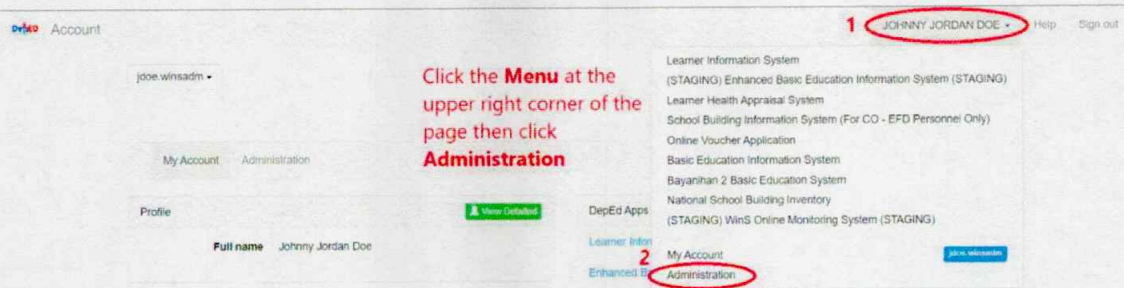 DepED Account
1
JOHNNY JORDAN DOE
Help
Sign out
jdoe.winsadm
Click the Menu at the
upper right corner of the
page then click
Administration
Learner Information System
(STAGING) Enhanced Basic Education Information System (STAGING)
Learner Health Appraisal System
School Building Information System (For CO - EFD Personnel Only)
Online Voucher Application
Basic Education Information System
Bayanihan 2 Basic Education System
National School Building Inventory
(STAGING) WinS Online Monitoring System (STAGING)
My Account
jdoe.winsadm
2
Administration
My Account
Administration
Profile
View Detailed
Full name Johnny Jordan Doe
DepEd Apps
Learner Infor
Enhanced Ba